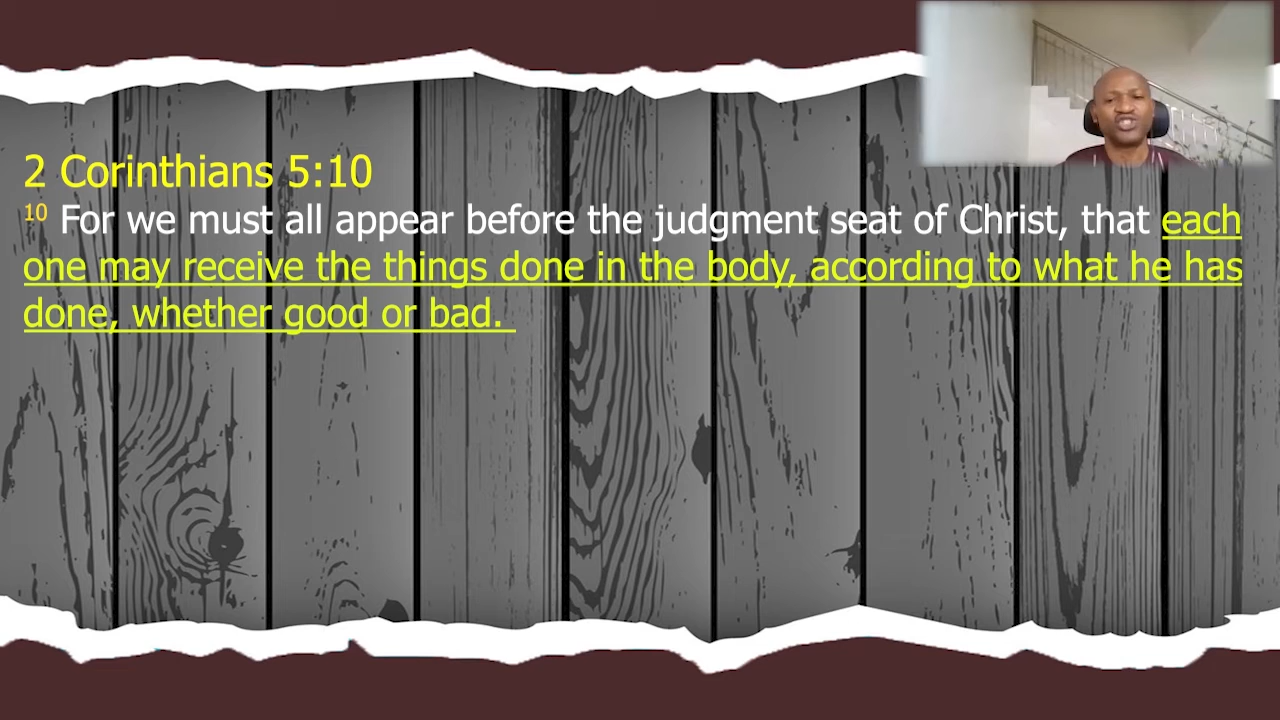 2 Corinthians 5:10
10 For we must all appear before the judgment seat of Christ, that each
one may receive the things done in the body, according to what he has
done, whether good or bad.